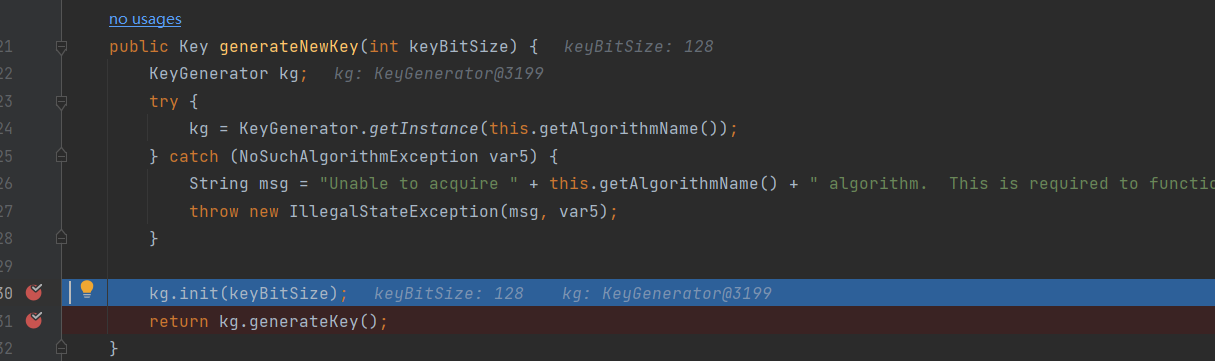 no usages
21 public Key generateNewKey(int keyBitSize) { keyBitSize: 128
22 KeyGenerator kg; kg: KeyGenerator@3199
23 try {
24 kg = KeyGenerator.getInstance(this.getAlgorithmName());
25 } catch (NoSuchAlgorithmException var5) {
26 String msg = "Unable to acquire " + this.getAlgorithmName() + " algorithm.  This is required to functio
27 throw new IllegalStateException(msg, var5);
28 }
29
30 kg.init(keyBitSize); keyBitSize: 128 kg: KeyGenerator@3199
31 return kg.generateKey();
32 }